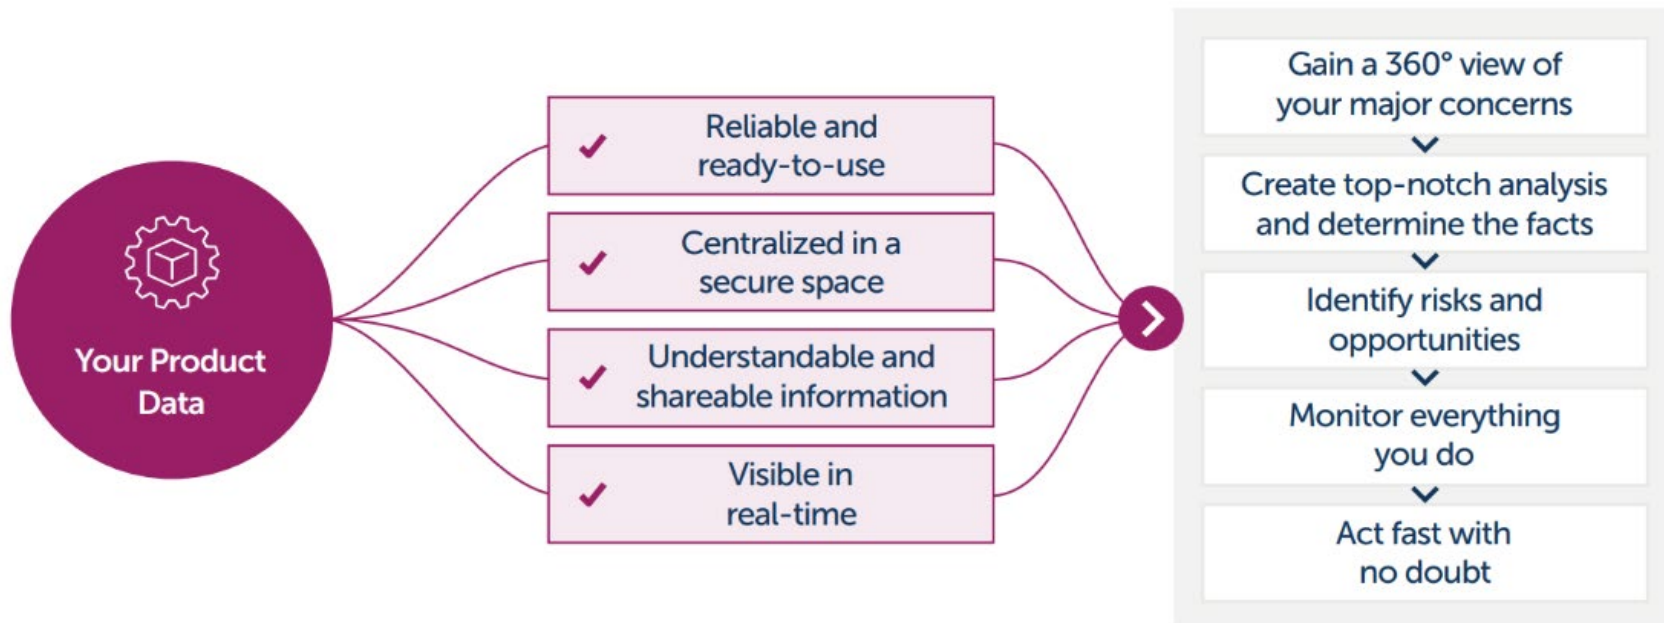 Your Product
Data
Reliable and
ready-to-use
Centralized in a
secure space
Understandable and
shareable information
Visible in
real-time
Gain a 360° view of
your major concerns
Create top-notch analysis
and determine the facts
Identify risks and
opportunities
Monitor everything
you do
Act fast with
no doubt